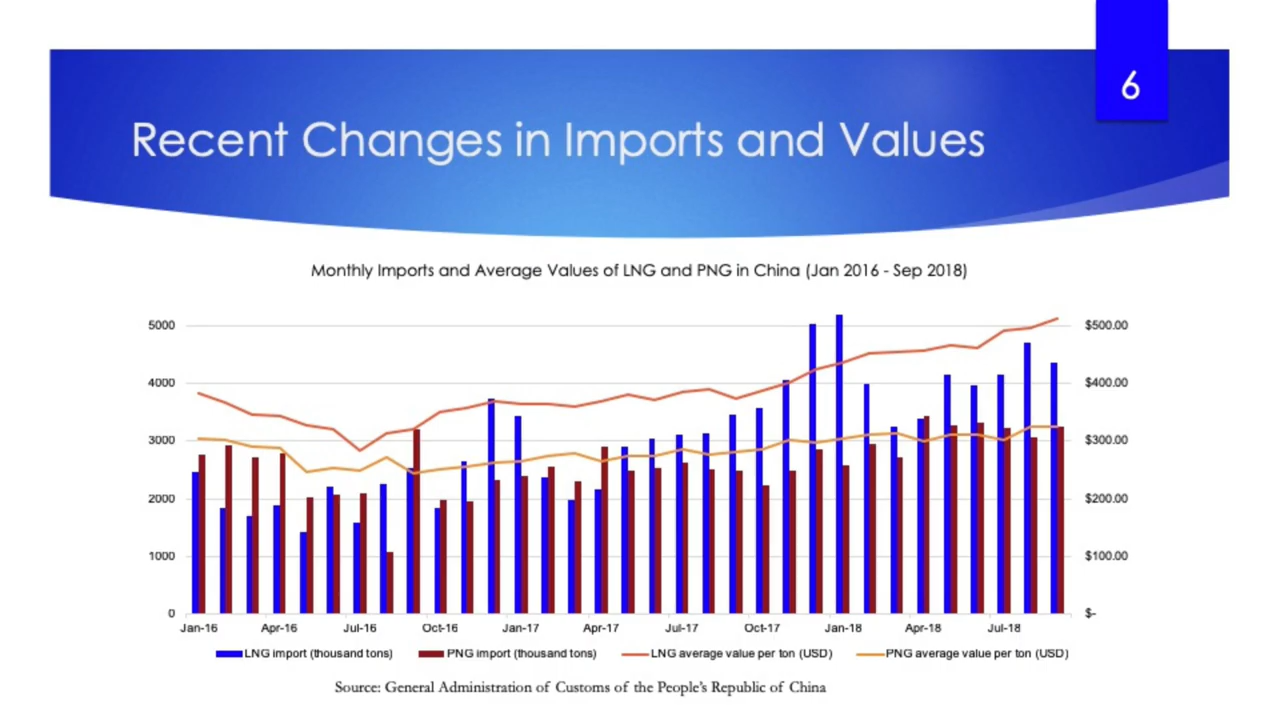 6
Recent Changes in Imports and Values
Monthly Imports and Average Values of LNG and PNG in China (Jan 2016 - Sep 2018)
5000 $500.00
4000 $400.00
3000 $300.00
2000 $200.00
1000 $100.00
0 $-
Jan-16 Apr-16 Jul-16 Oct-16 Jan-17 Apr-17 Jul-17 Oct-17 Jan-18 Apr-18 Jul-18
LNG import (thousand tons) PNG import (thousand tons) LNG average value per ton (USD) PNG average value per ton (USD)
Source: General Administration of Customs of the People's Republic of China